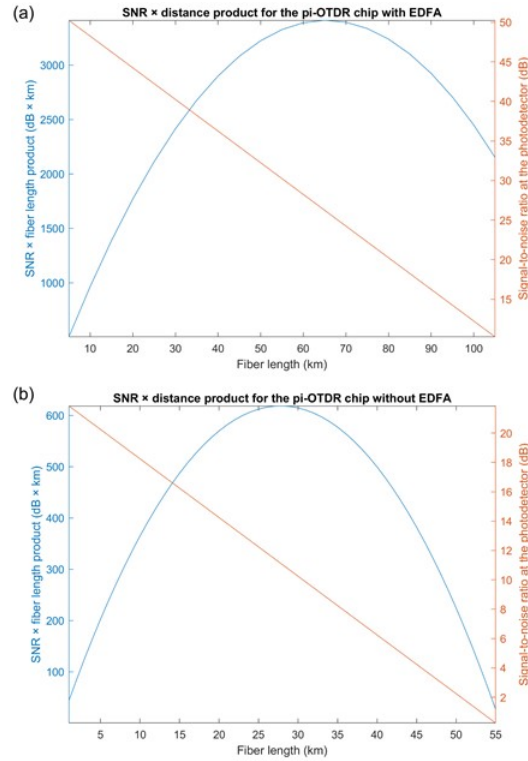 (a)
SNR × distance product for the pi-OTDR chip with EDFA
SNR × fiber length product (dB × km)
3000
2500
2000
1500
1000
50
45
40
35
30
25
20
15
Signal-to-noise ratio at the photodetector (dB)
10 20 30 40 50 60 70 80 90 100
Fiber length (km)
(b)
SNR × distance product for the pi-OTDR chip without EDFA
SNR × fiber length product (dB × km)
600
500
400
300
200
100
20
18
16
14
12
10
8
6
4
2
Signal-to-noise ratio at the photodetector (dB)
5 10 15 20 25 30 35 40 45 50 55
Fiber length (km)